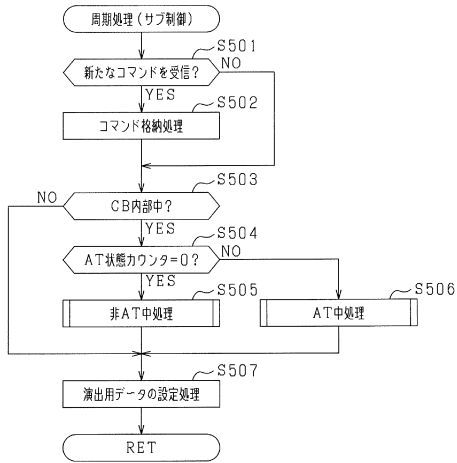 周期処理(サブ制御)
S501
新たなコマンドを受信?
NO
YES
S502
コマンド格納処理
S503
NO
CB内部中?
YES
S504
AT状態カウンタ=0?
NO
YES
S505
非AT中処理
S506
AT中処理
S507
演出用データの設定処理
RET